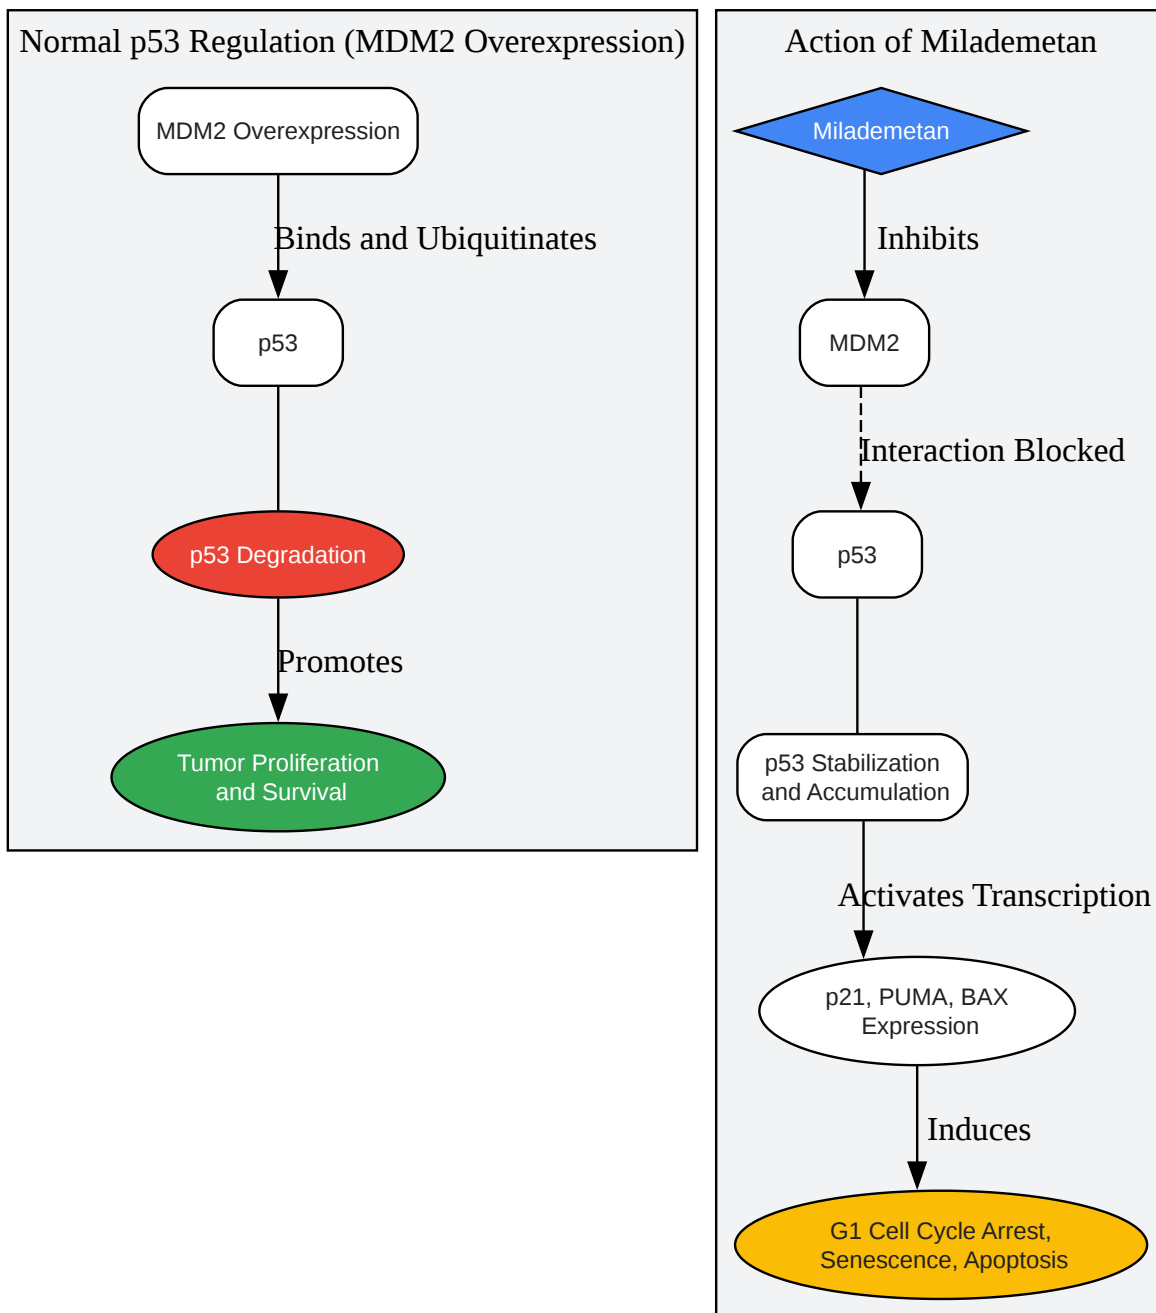 Normal p53 Regulation (MDM2 Overexpression)
MDM2 Overexpression
Binds and Ubiquitinates
p53
p53 Degradation
Promotes
Tumor Proliferation
and Survival
Action of Milademetan
Milademetan
Inhibits
MDM2
Interaction Blocked
p53
p53 Stabilization
and Accumulation
Activates Transcription
p21, PUMA, BAX
Expression
Induces
G1 Cell Cycle Arrest,
Senescence, Apoptosis